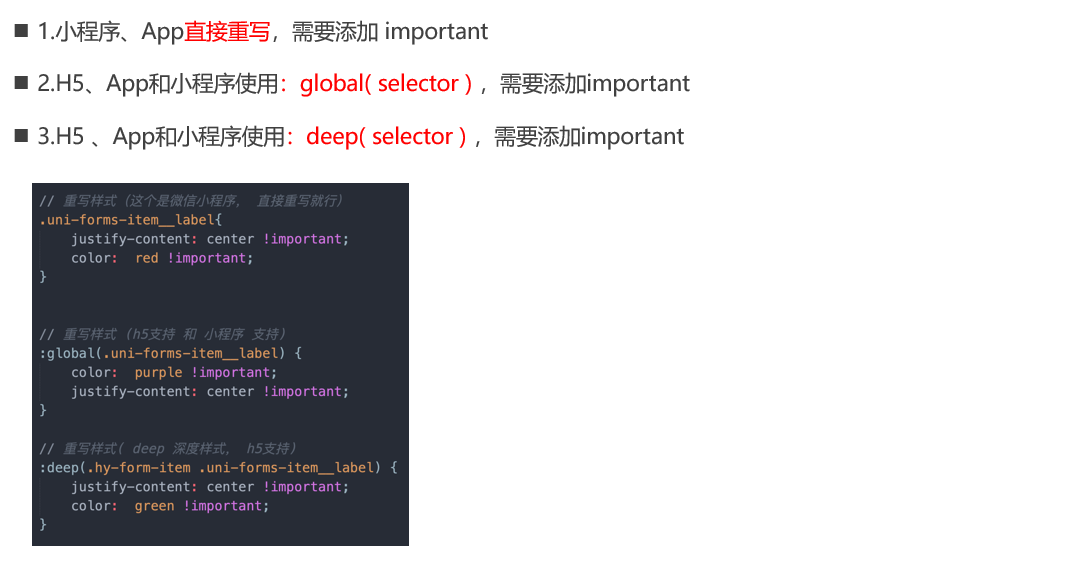 ■ 1.小程序、App直接重写，需要添加 important
■ 2.H5、App和小程序使用：global( selector ) ，需要添加important
■ 3.H5 、App和小程序使用：deep( selector ) ，需要添加important
// 重写样式（这个是微信小程序， 直接重写就行）
.uni-forms-item__label{
    justify-content: center !important;
    color:  red !important;
}
// 重写样式（h5支持 和 小程序 支持）
:global(.uni-forms-item__label) {
    color:  purple !important;
    justify-content: center !important;
}
// 重写样式( deep 深度样式， h5支持)
:deep(.hy-form-item .uni-forms-item__label) {
    justify-content: center !important;
    color:  green !important;
}